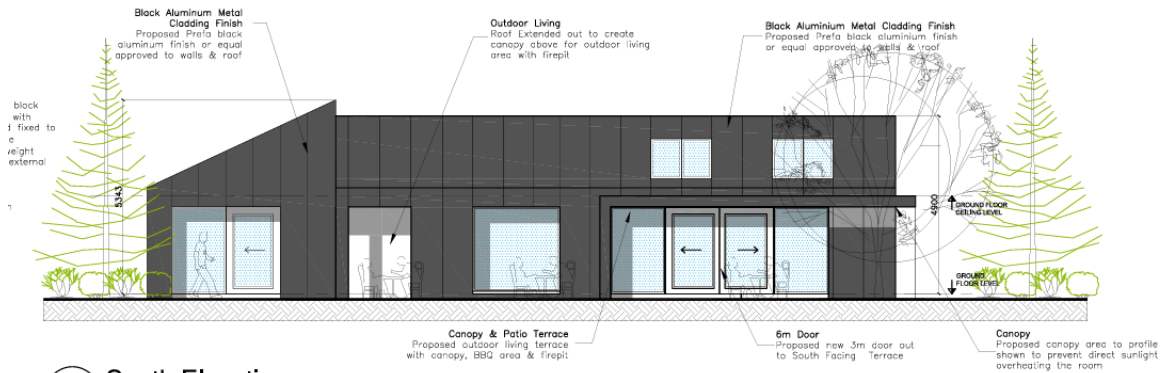 Black Aluminum Metal
Cladding Finish
Proposed Prefa black
aluminum finish or equal
approved to walls & roof
Outdoor Living
Roof Extended out to create
canopy above for outdoor living
area with firepit
Black Aluminium Metal Cladding Finish
Proposed Prefa black aluminium finish
or equal approved to walls & roof
black
with
fixed to
e
weight
external
5343
4900
GROUND FLOOR
CEILING LEVEL
GROUND
FLOOR LEVEL
Canopy & Patio Terrace
Proposed outdoor living terrace
with canopy, BBQ area & firepit
6m Door
Proposed new 3m door out
to South Facing Terrace
Canopy
Proposed canopy area to profile
shown to prevent direct sunlight
overheating the room
South Elevation